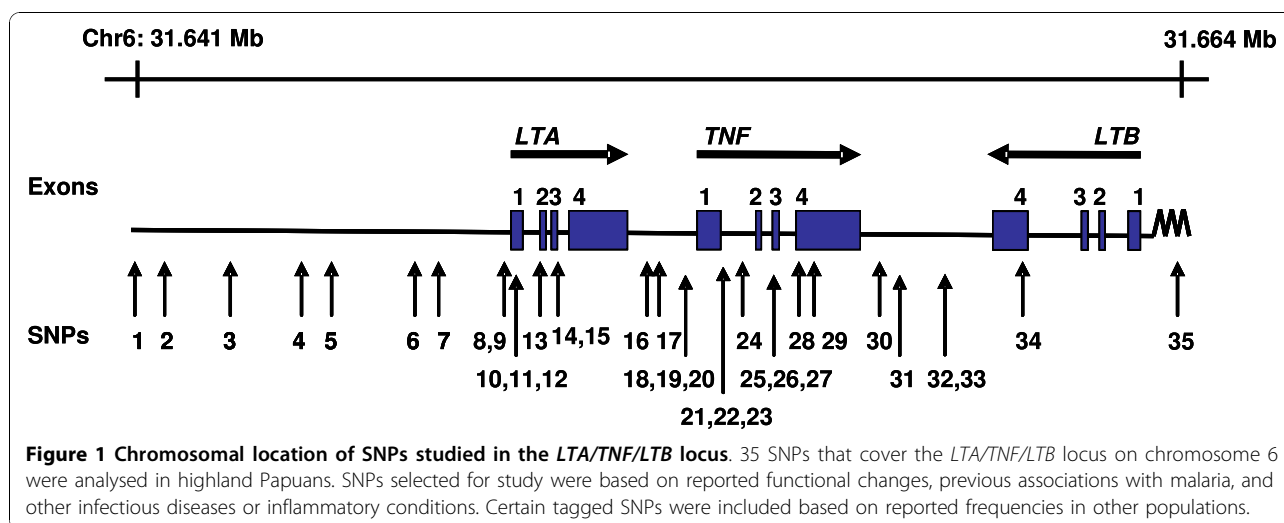 Chr6: 31.641 Mb 31.664 Mb
LTA TNF LTB
Exons 1 2 3 4 1 2 3 4 4 3 2 1
SNPs 1 2 3 4 5 6 7 8,9 13 14,15 16 17 24 28 29 30 34 35
10,11,12 18,19,20 25,26,27 31 32,33
21,22,23
Figure 1 Chromosomal location of SNPs studied in the LTA/TNF/LTB locus. 35 SNPs that cover the LTA/TNF/LTB locus on chromosome 6
were analysed in highland Papuans. SNPs selected for study were based on reported functional changes, previous associations with malaria, and
other infectious diseases or inflammatory conditions. Certain tagged SNPs were included based on reported frequencies in other populations.